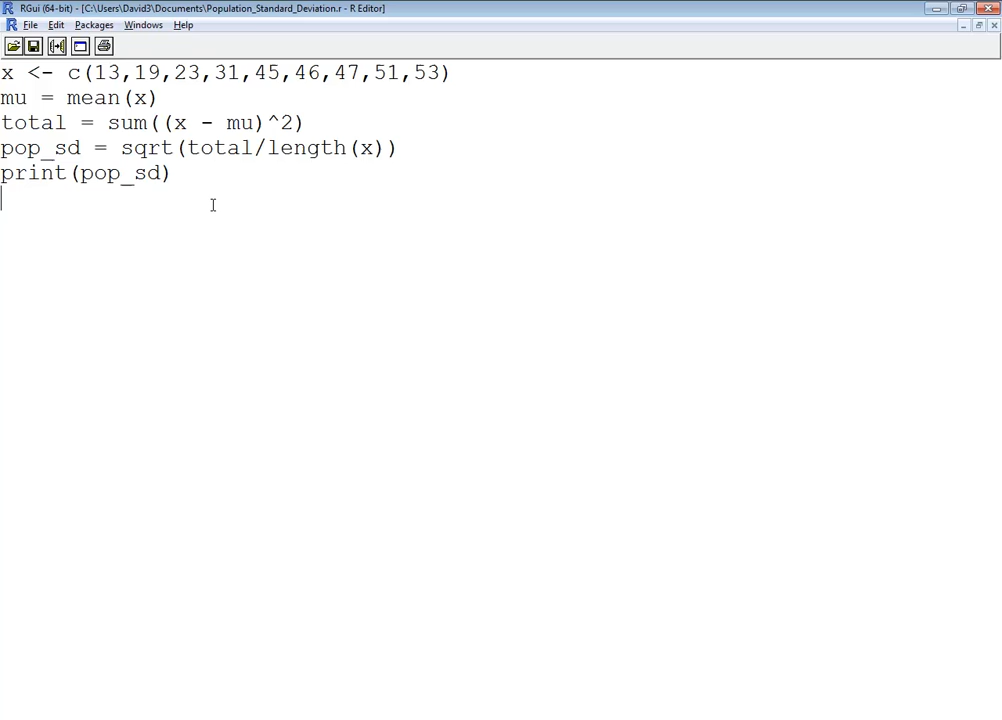 RGui (64-bit) - [C:\Users\David3\Documents\Population_Standard_Deviation.r - R Editor]
File Edit Packages Windows Help
x <- c(13,19,23,31,45,46,47,51,53)
mu = mean(x)
total = sum((x - mu)^2)
pop_sd = sqrt(total/length(x))
print(pop_sd)